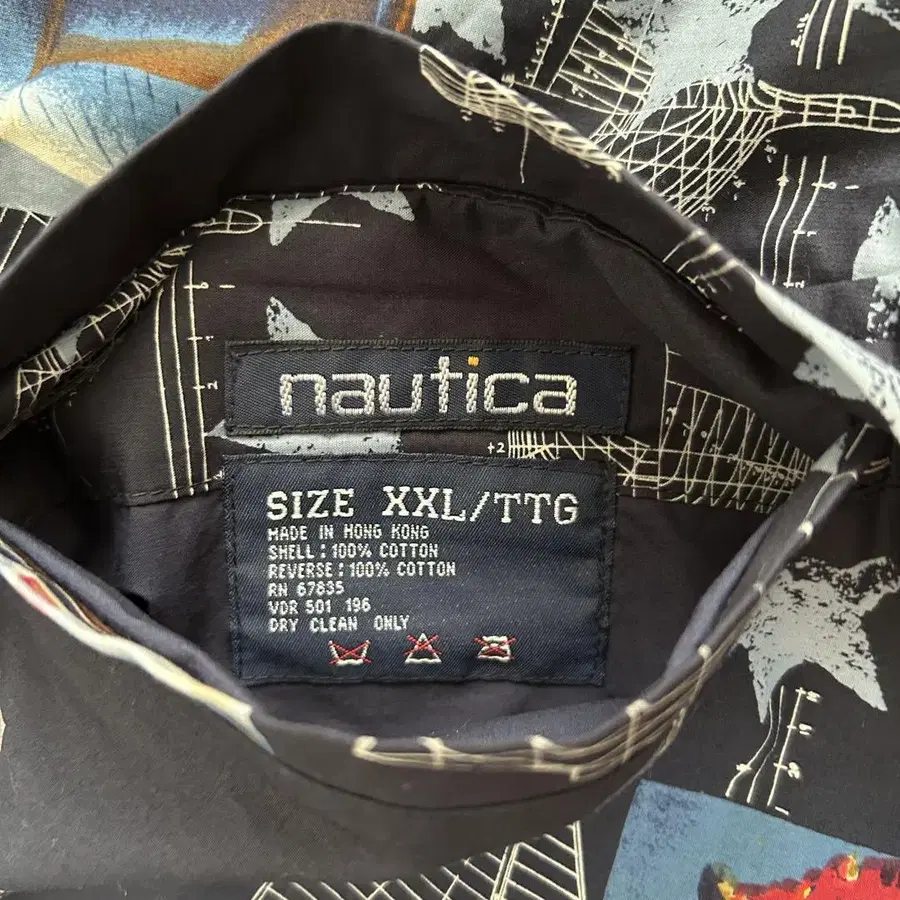 nautica
SIZE XXL/TTG
MADE IN HONG KONG
SHELL : 100% COTTON
REVERSE : 100% COTTON
RN 67835
VDR 501 196
DRY CLEAN ONLY
+2